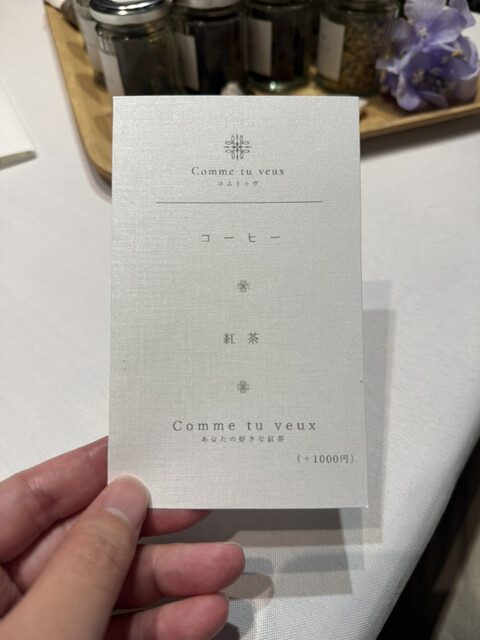 Comme tu veux
コムトゥヴ
コーヒー
紅茶
Comme tu veux
あなたの好きな紅茶
(+1000円)